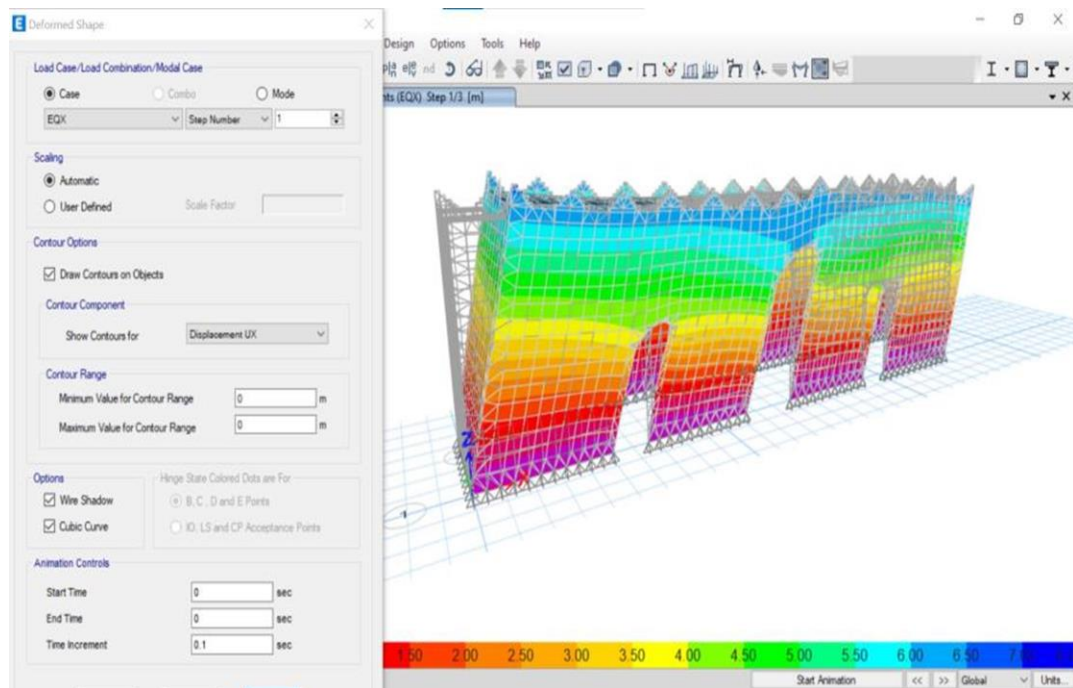 E Deformed Shape
Load Case/Load Combination/Modal Case
Case Combo Mode
EQX Step Number 1
Scaling
Automatic
User Defined Scale Factor
Contour Options
Draw Contours on Objects
Contour Component
Show Contours for Displacement UX
Contour Range
Minimum Value for Contour Range 0 m
Maximum Value for Contour Range 0 m
Options Hinge State Colored Dots are For
Wire Shadow B, C , D and E Points
Cubic Curve IO, LS and CP Acceptance Points
Animation Controls
Start Time 0 sec
End Time 0 sec
Time Increment 0.1 sec
Design Options Tools Help
nd
(EQX) Step 1/3 [m]
Z
1
1.50 2.00 2.50 3.00 3.50 4.00 4.50 5.00 5.50 6.00 6.50
Start Animation << >> Global Units...